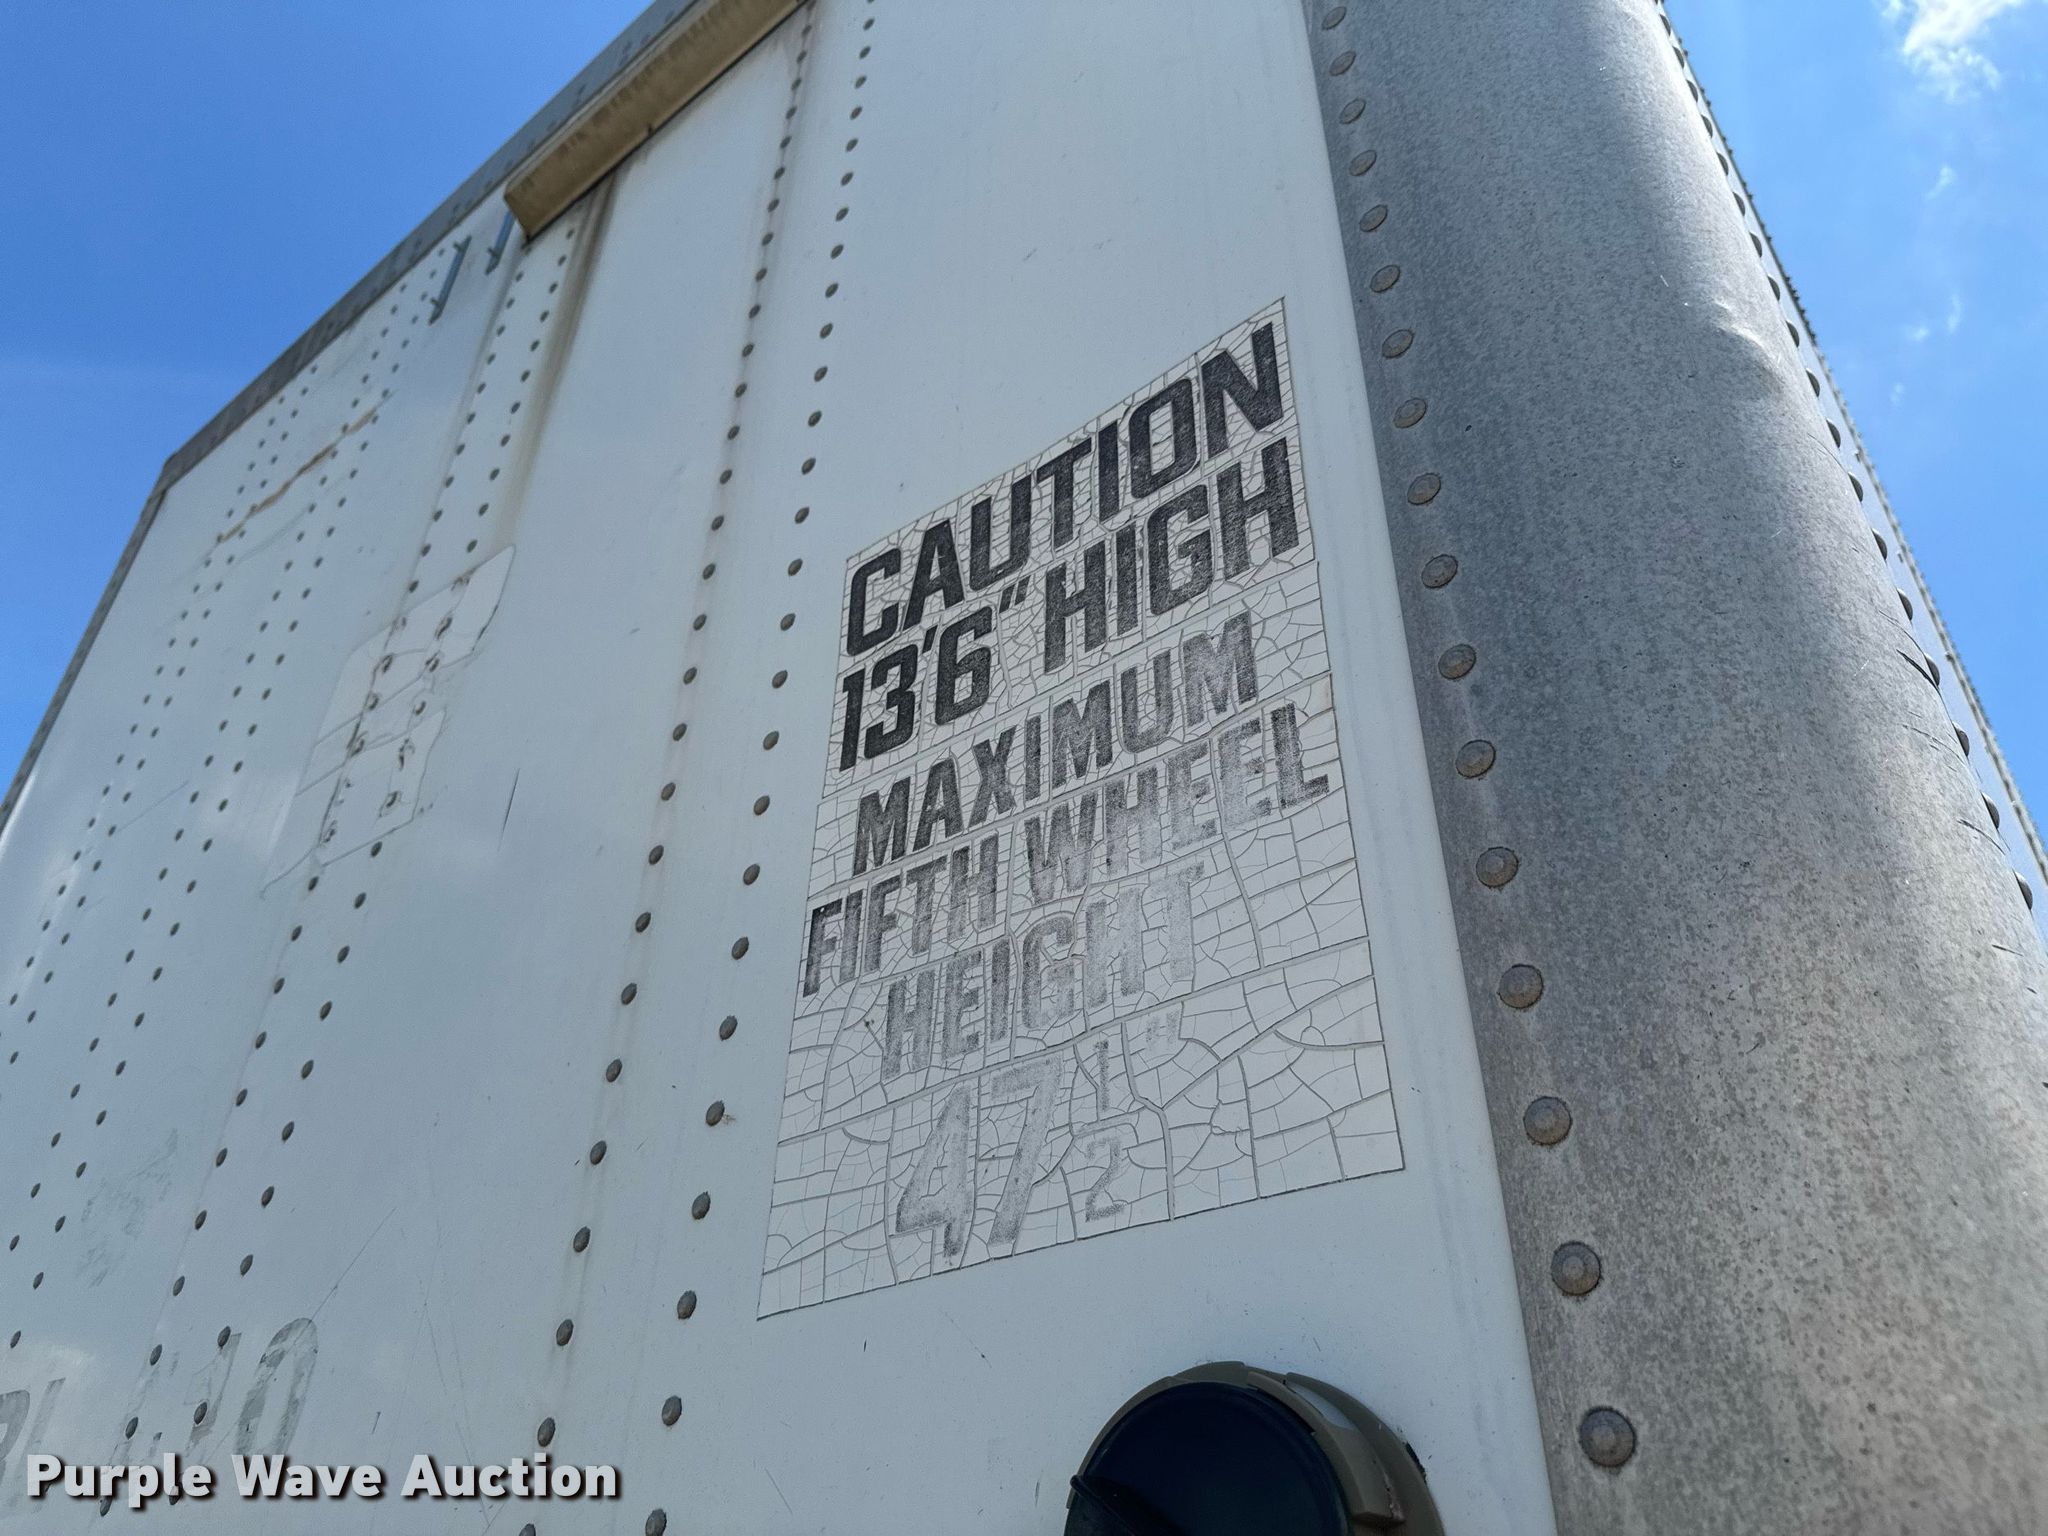 CAUTION
13'6" HIGH
MAXIMUM
FIFTH WHEEL
HEIGHT
47 1/2"
Purple Wave Auction